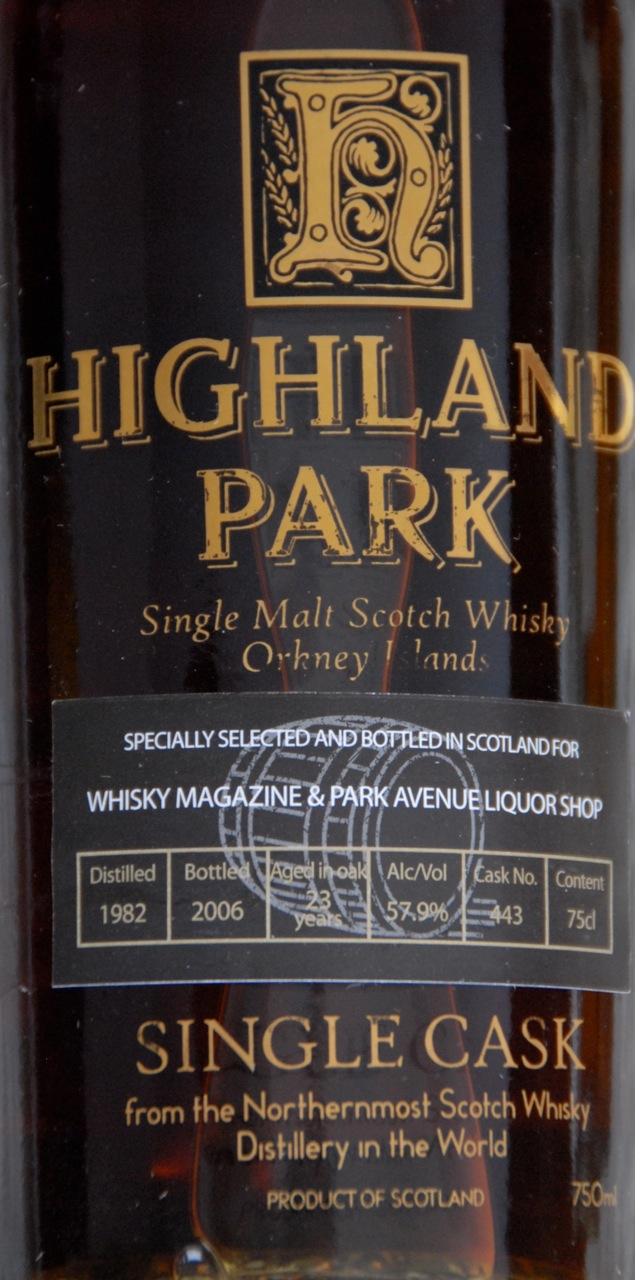 H
HIGHLAND
PARK
Single Malt Scotch Whisky
Orkney Islands
SPECIALLY SELECTED AND BOTTLED IN SCOTLAND FOR
WHISKY MAGAZINE & PARK AVENUE LIQUOR SHOP
Distilled Bottled Aged in oak Alc/Vol Cask No. Content
1982 2006 23 years 57.9% 443 75cl
SINGLE CASK
from the Northernmost Scotch Whisky
Distillery in the World
PRODUCT OF SCOTLAND 750ml